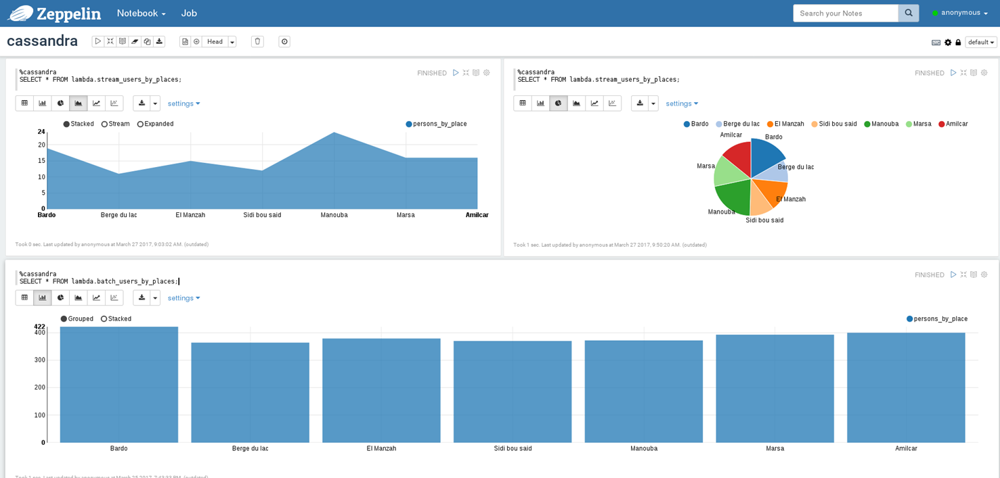 Zeppelin Notebook Job Search your Notes anonymous
cassandra Head default
%cassandra
SELECT * FROM lambda.stream_users_by_places;
FINISHED
settings
Stacked Stream Expanded persons_by_place
24
20
15
10
5
0
Bardo Berge du lac El Manzah Sidi bou said Manouba Marsa Amilcar
Took 0 sec. Last updated by anonymous at March 27 2017, 9:03:02 AM. (outdated)
%cassandra
SELECT * FROM lambda.stream_users_by_places;
FINISHED
settings
Bardo Berge du lac El Manzah Sidi bou said Manouba Marsa Amilcar
Amilcar Bardo
Marsa Berge du lac
El Manzah
Manouba
Sidi bou said
Took 1 sec. Last updated by anonymous at March 27 2017, 9:50:20 AM. (outdated)
%cassandra
SELECT * FROM lambda.batch_users_by_places;
FINISHED
settings
Grouped Stacked persons_by_place
422
400
300
200
100
0
Bardo Berge du lac El Manzah Sidi bou said Manouba Marsa Amilcar
Took 1 sec. Last updated by anonymous at March 25 2017, 7:43:33 PM. (outdated)